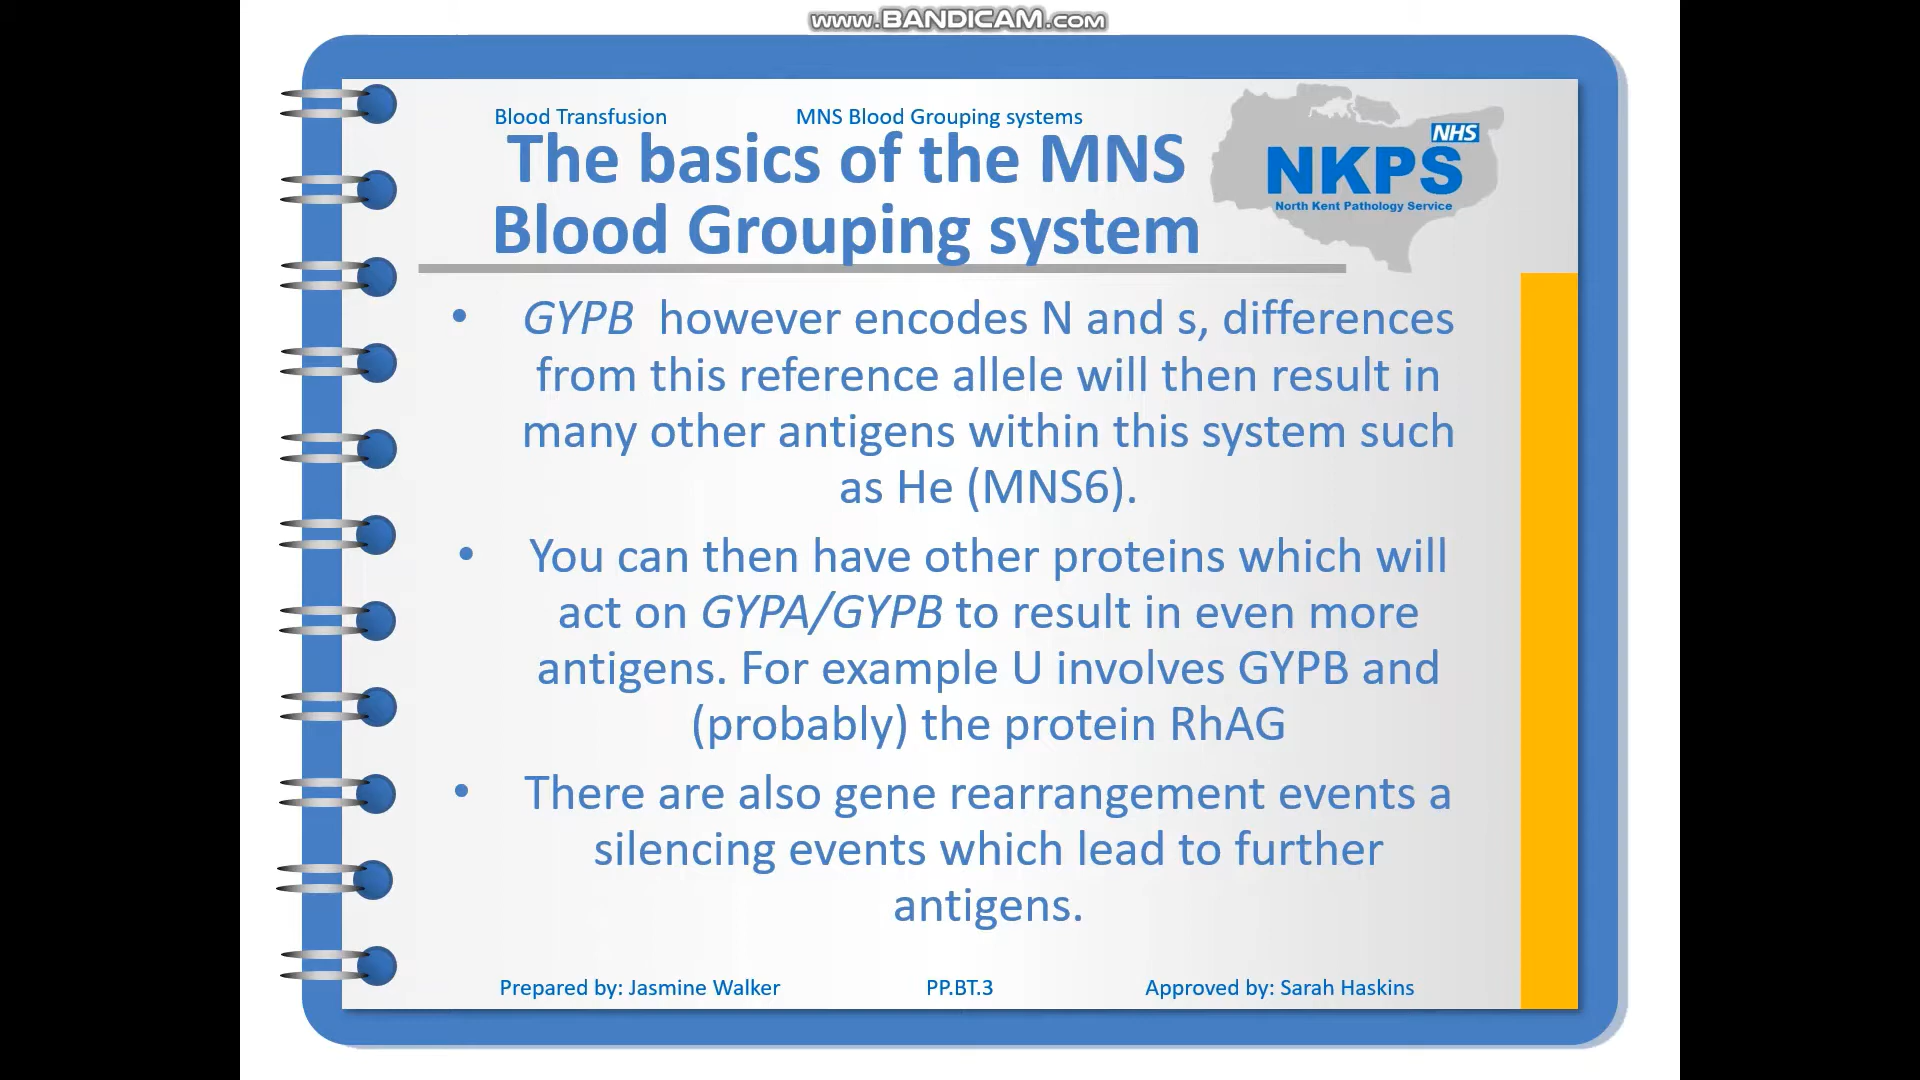 www.BANDICAM.com
Blood Transfusion MNS Blood Grouping systems
The basics of the MNS
Blood Grouping system
NHS
NKPS
North Kent Pathology Service
• GYPB however encodes N and s, differences
from this reference allele will then result in
many other antigens within this system such
as He (MNS6).
• You can then have other proteins which will
act on GYPA/GYPB to result in even more
antigens. For example U involves GYPB and
(probably) the protein RhAG
• There are also gene rearrangement events a
silencing events which lead to further
antigens.
Prepared by: Jasmine Walker PP.BT.3 Approved by: Sarah Haskins